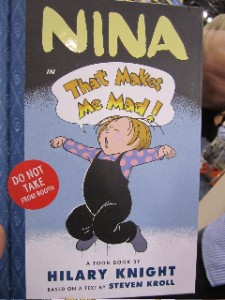 NINA
IN
That Makes
Me Mad!
DO NOT
TAKE
FROM BOOTH
A TOON BOOK BY
HILARY KNIGHT
BASED ON A TEXT BY STEVEN KROLL